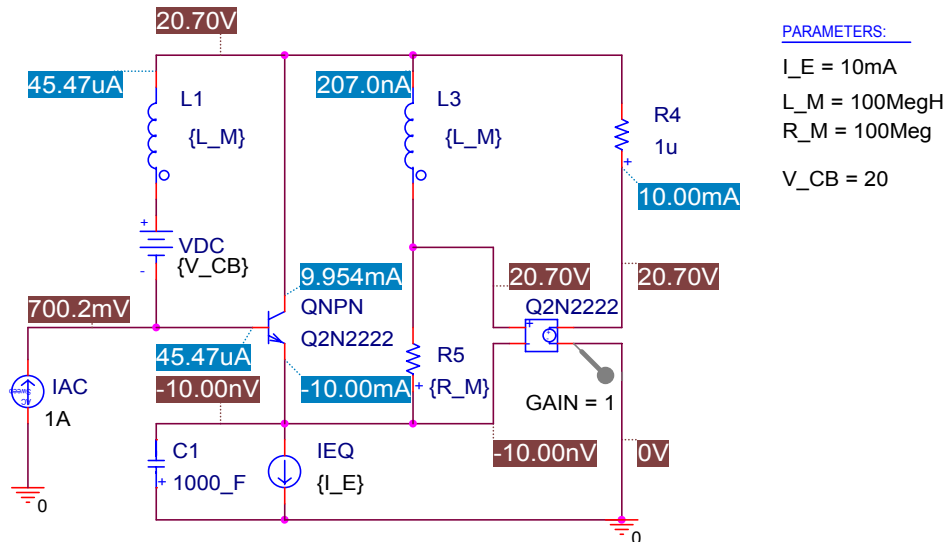 20.70V
PARAMETERS:
45.47uA
207.0nA
I_E = 10mA
L1
{L_M}
L3
{L_M}
L_M = 100MegH
R_M = 100Meg
R4
1u
V_CB = 20
10.00mA
+
VDC
{V_CB}
-
9.954mA
20.70V
20.70V
700.2mV
QNPN
Q2N2222
Q2N2222
45.47uA
R5
{R_M}
+
-10.00nV
-10.00mA
IAC
1A
AC
Sweep
GAIN = 1
C1
1000_F
+
IEQ
{I_E}
-10.00nV
0V
0
0